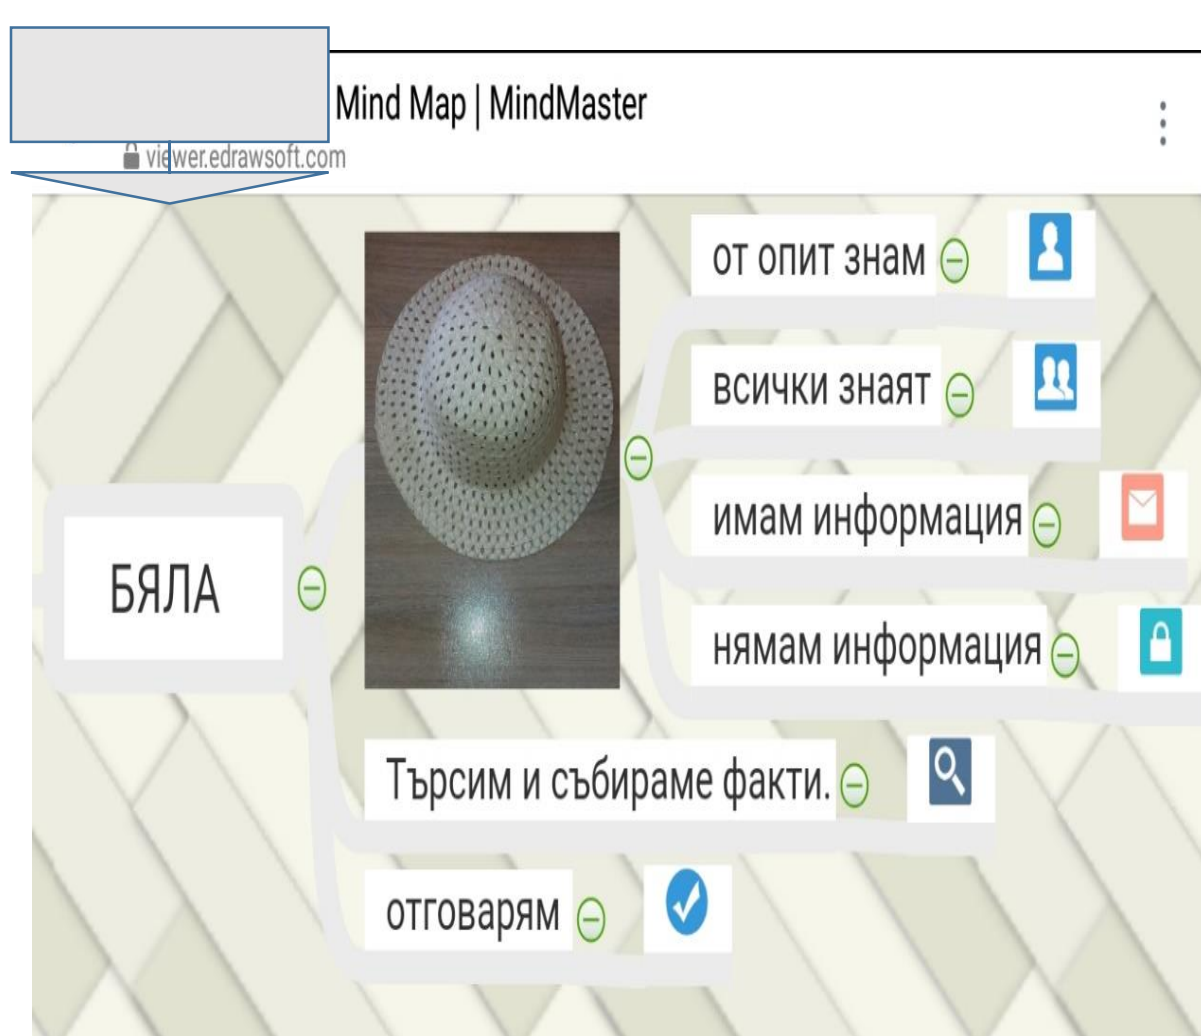 Mind Map | MindMaster
viewer.edrawsoft.com
от опит знам
всички знаят
имам информация
БЯЛА
нямам информация
Търсим и събираме факти.
отговарям